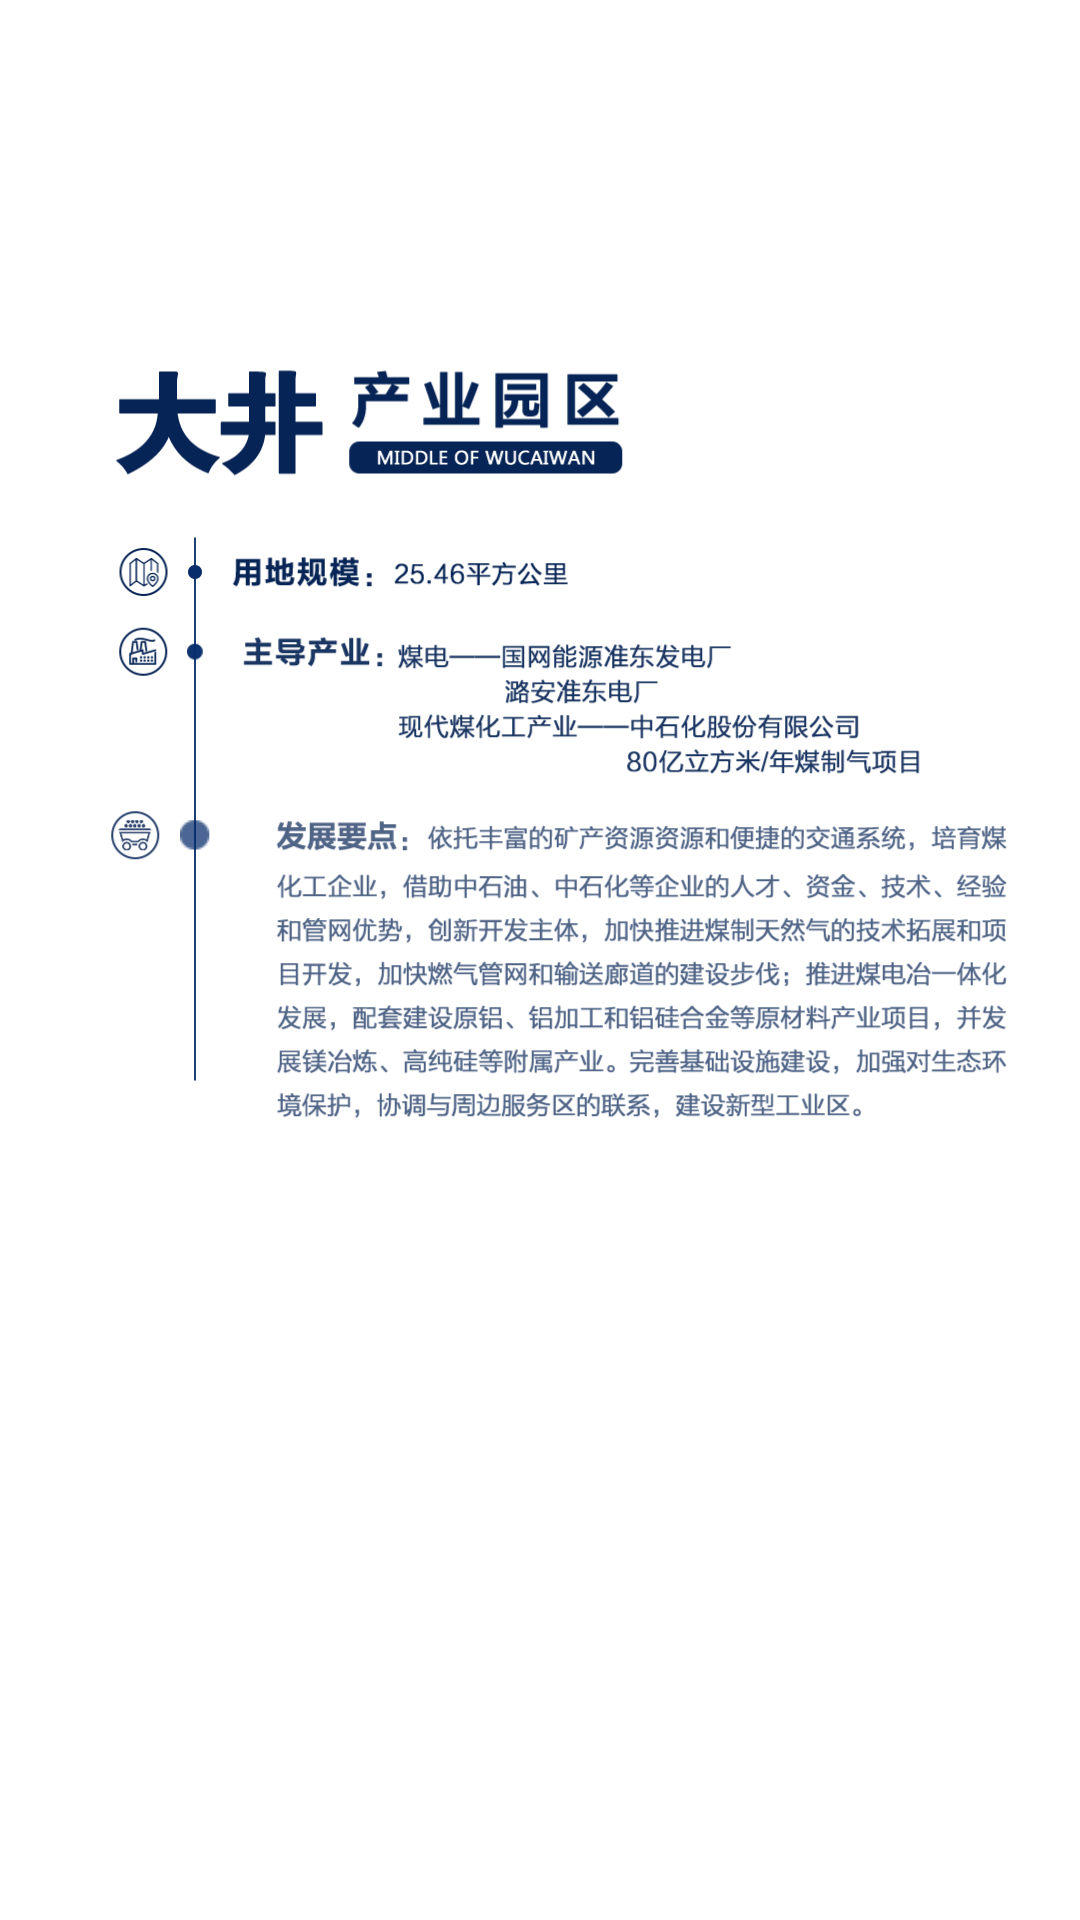 大井 产业园区
MIDDLE OF WUCAIWAN
用地规模：25.46平方公里
主导产业：煤电——国网能源准东发电厂
潞安准东电厂
现代煤化工产业——中石化股份有限公司
80亿立方米/年煤制气项目
发展要点：依托丰富的矿产资源资源和便捷的交通系统，培育煤
化工企业，借助中石油、中石化等企业的人才、资金、技术、经验
和管网优势，创新开发主体，加快推进煤制天然气的技术拓展和项
目开发，加快燃气管网和输送廊道的建设步伐；推进煤电冶一体化
发展，配套建设原铝、铝加工和铝硅合金等原材料产业项目，并发
展镁冶炼、高纯硅等附属产业。完善基础设施建设，加强对生态环
境保护，协调与周边服务区的联系，建设新型工业区。